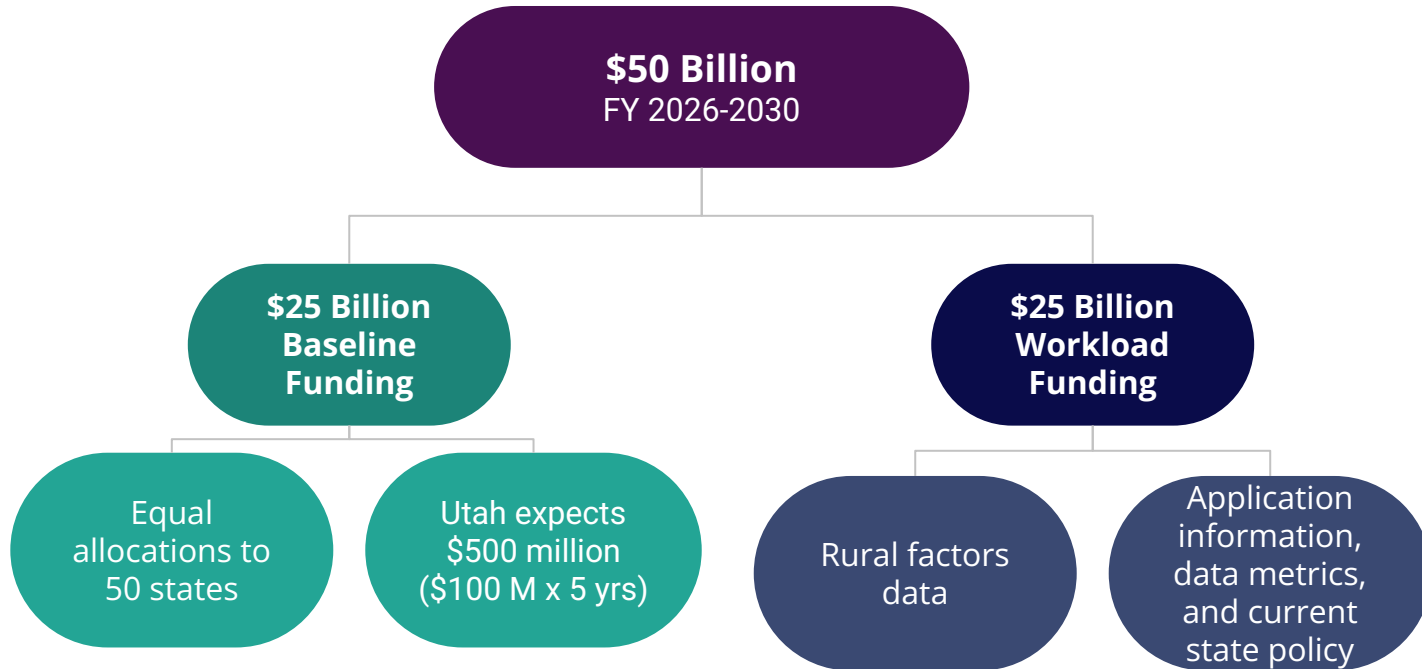 $50 Billion
FY 2026-2030
$25 Billion
Baseline
Funding
$25 Billion
Workload
Funding
Equal
allocations to
50 states
Utah expects
$500 million
($100 M x 5 yrs)
Rural factors
data
Application
information,
data metrics,
and current
state policy